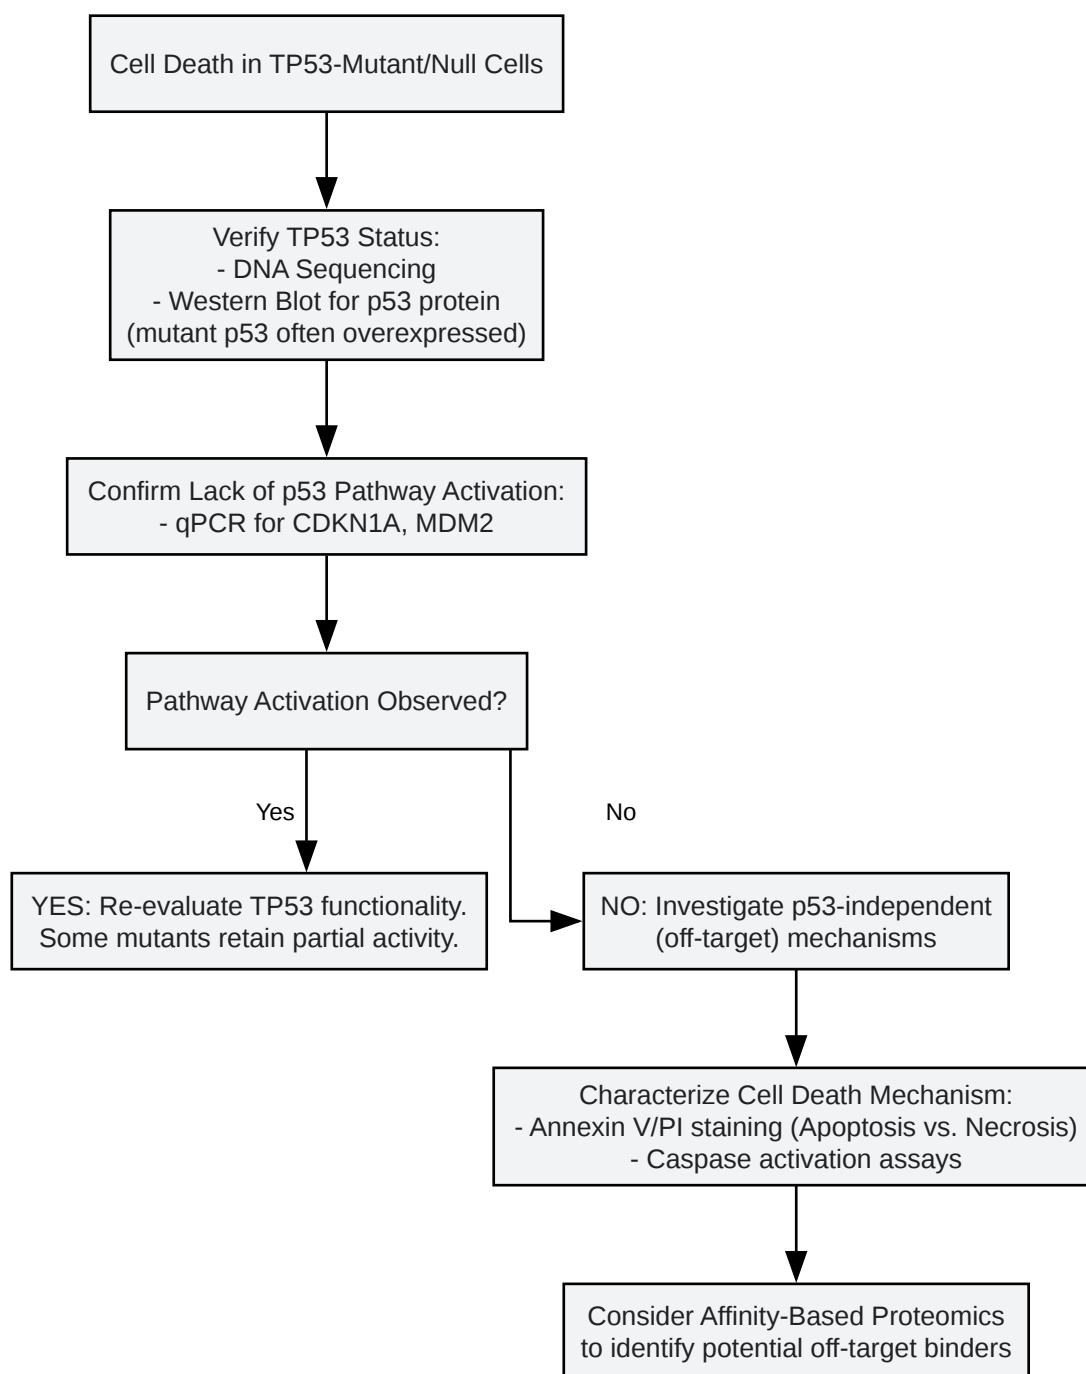 Cell Death in TP53-Mutant/Null Cells
Verify TP53 Status:
- DNA Sequencing
- Western Blot for p53 protein
(mutant p53 often overexpressed)
Confirm Lack of p53 Pathway Activation:
- qPCR for CDKN1A, MDM2
Pathway Activation Observed?
Yes
No
YES: Re-evaluate TP53 functionality.
Some mutants retain partial activity.
NO: Investigate p53-independent
(off-target) mechanisms
Characterize Cell Death Mechanism:
- Annexin V/PI staining (Apoptosis vs. Necrosis)
- Caspase activation assays
Consider Affinity-Based Proteomics
to identify potential off-target binders